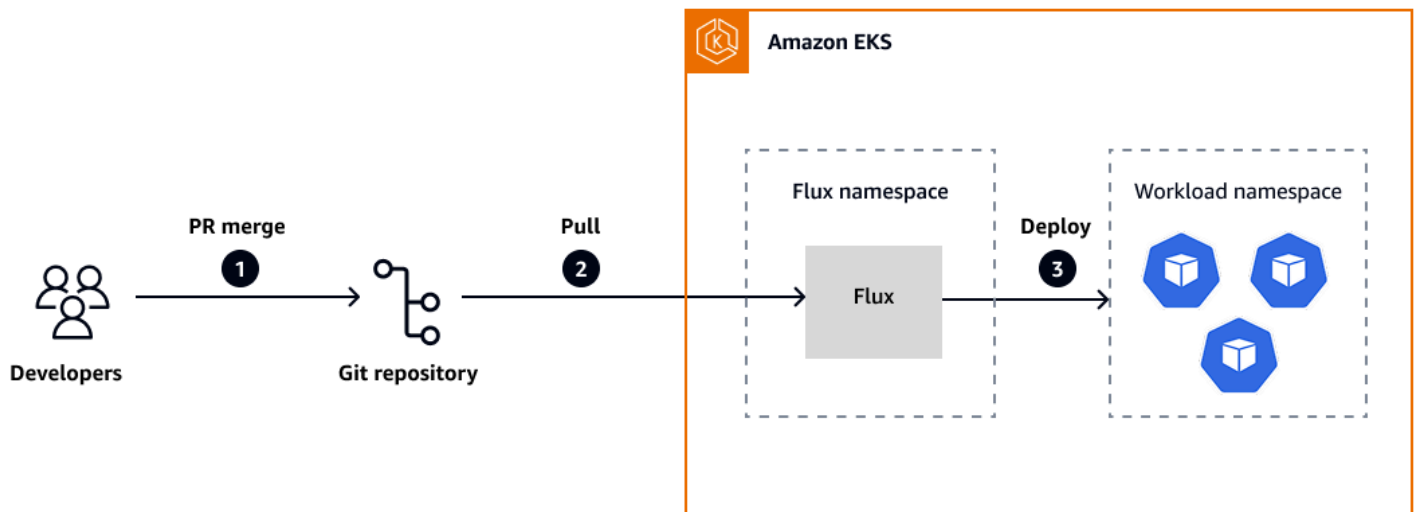 Amazon EKS
Flux namespace
Workload namespace
PR merge
Pull
Deploy
1
2
3
Flux
Developers
Git repository
K